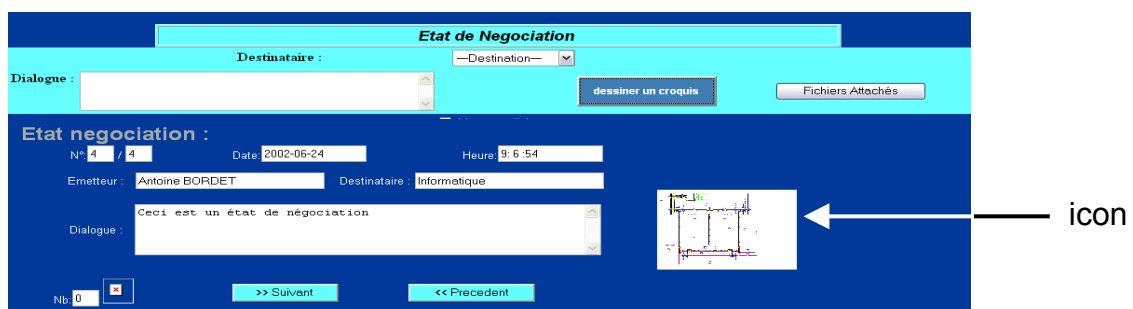 Etat de Negociation
Destinataire : —Destination—
Dialogue :
dessiner un croquis Fichiers Attachés
Etat negociation :
N°: 4 / 4 Date: 2002-06-24 Heure: 9: 6 :54
Emetteur : Antoine BORDET Destinataire : Informatique
Dialogue : Ceci est un état de négociation
icon
Nb: 0 >> Suivant << Precedent